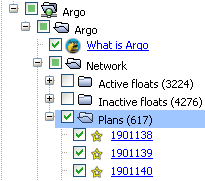 Argo
Argo
What is Argo
Network
Active floats (3224)
Inactive floats (4276)
Plans (617)
1901138
1901139
1901140